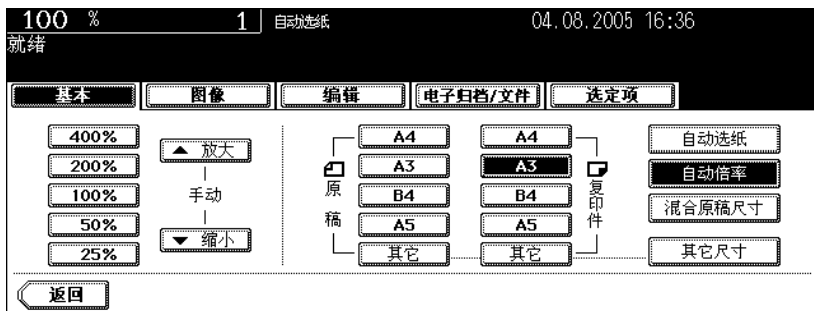 100 % 1 自动选纸 04.08.2005 16:36
就绪
基本 图像 编辑 电子归档/文件 选定项
400% 200% 100% 50% 25%
▲ 放大
手动
▼ 缩小
原稿
A4 A3 B4 A5 其它
A4 A3 B4 A5 其它
复印件
自动选纸
自动倍率
混合原稿尺寸
其它尺寸
返回